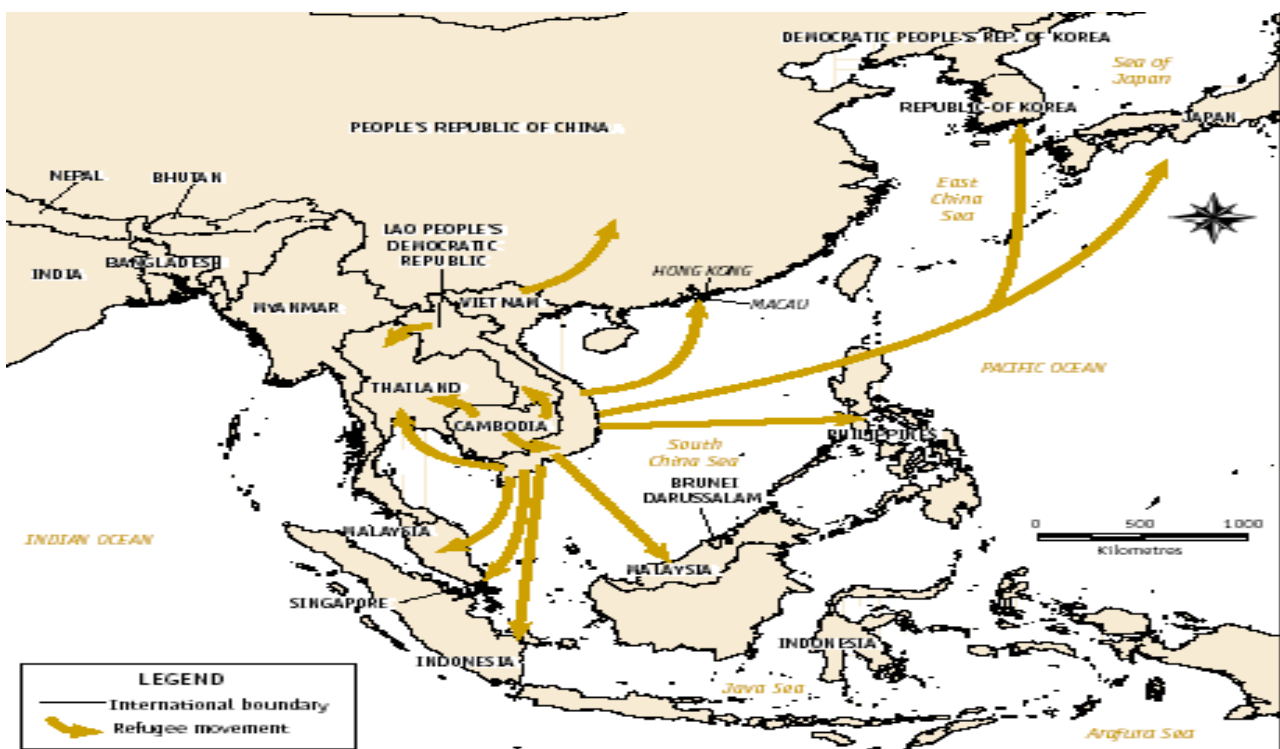 DEMOCRATIC PEOPLE'S REP. OF KOREA
Sea of
Japan
REPUBLIC OF KOREA
JAPAN
PEOPLE'S REPUBLIC OF CHINA
NEPAL
BHUTAN
East
China
Sea
LAO PEOPLE'S
DEMOCRATIC
REPUBLIC
BANGLADESH
INDIA
HONG KONG
MACAU
MYANMAR
VIETNAM
PACIFIC OCEAN
THAILAND
CAMBODIA
PHILIPPINES
South
China Sea
BRUNEI
DARUSSALAM
MALAYSIA
INDIAN OCEAN
0 500 1000
Kilometres
MALAYSIA
SINGAPORE
INDONESIA
INDONESIA
Java Sea
Arafura Sea
LEGEND
International boundary
Refugee movement